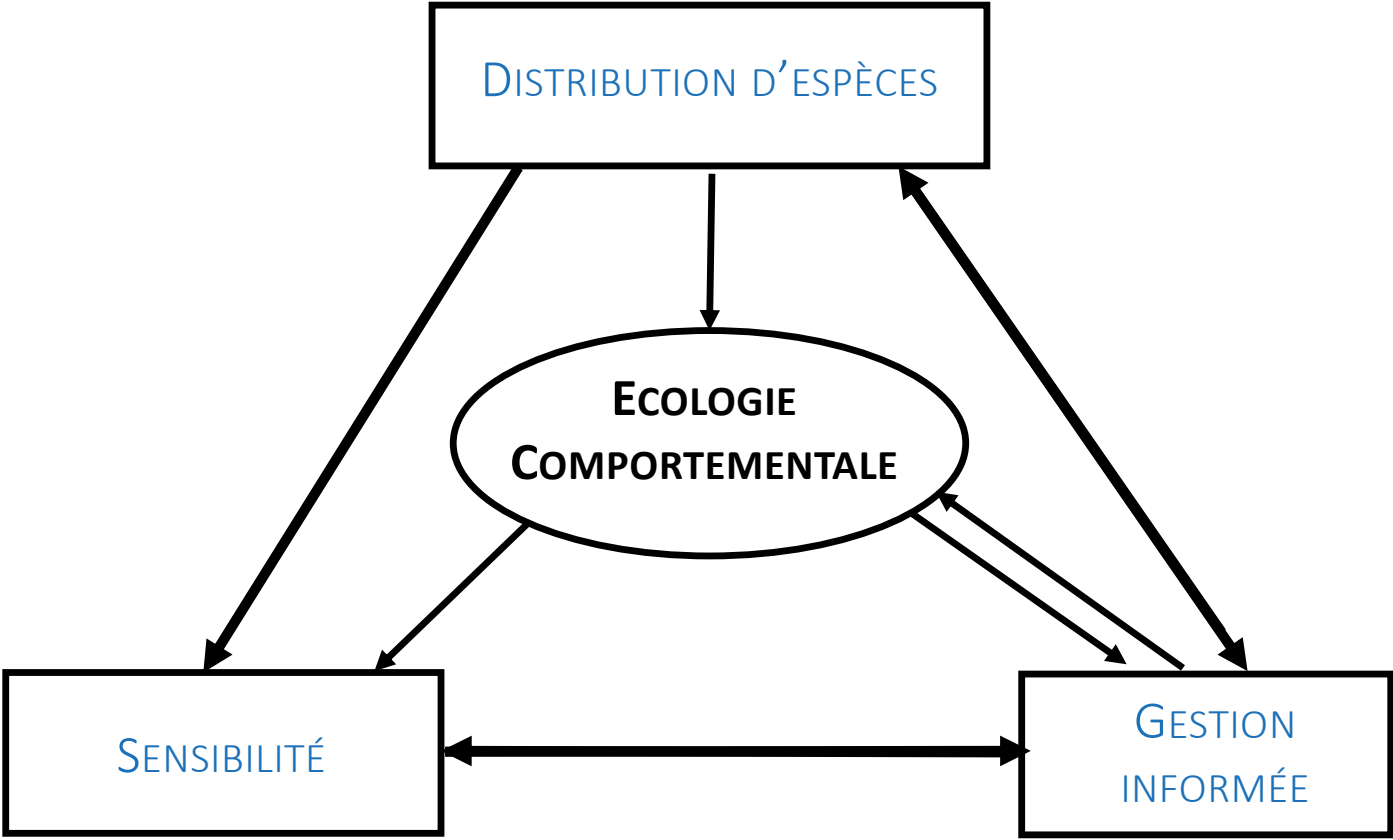 DISTRIBUTION D’ESPÈCES
ECOLOGIE
COMPORTEMENTALE
SENSIBILITÉ
GESTION
INFORMÉE